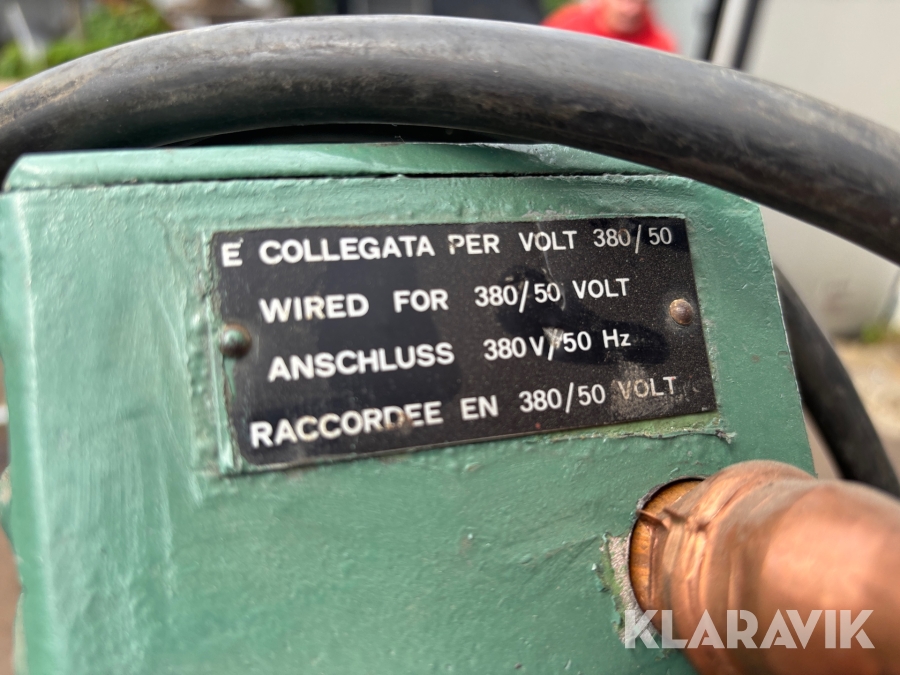 E COLLEGATA PER VOLT 380/50
WIRED FOR 380/50 VOLT
ANSCHLUSS 380V/50 Hz
RACCORDEE EN 380/50 VOLT
KLARAVIK